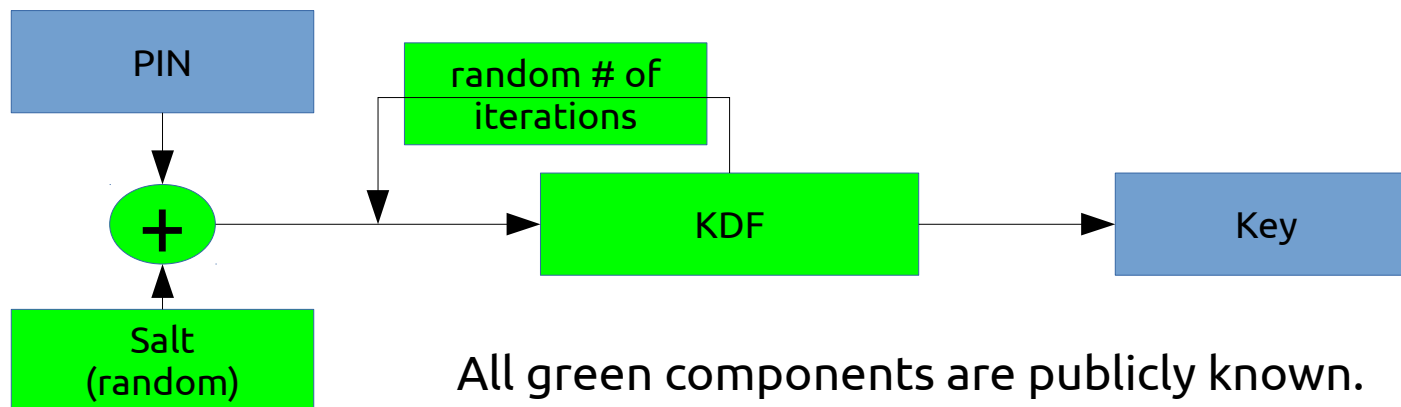 PIN
random # of
iterations
+
KDF
Key
Salt
(random)
All green components are publicly known.